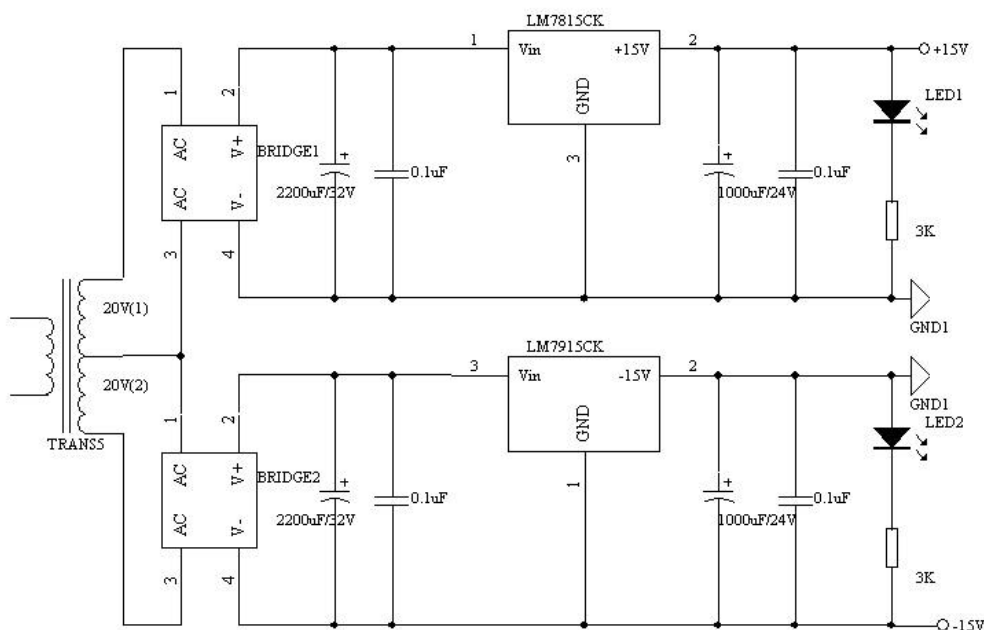 LM7815CK
1
Vin
+15V
2
+15V
GND
3
LED1
1
2
AC
V+
BRIDGE1
AC
V-
+
2200uF/32V
0.1uF
+
1000uF/24V
0.1uF
3K
3
4
20V(1)
GND1
LM7915CK
20V(2)
3
Vin
-15V
2
GND
1
GND1
LED2
TRANS5
1
2
AC
V+
BRIDGE2
AC
V-
+
2200uF/32V
0.1uF
+
1000uF/24V
0.1uF
3K
3
4
-15V